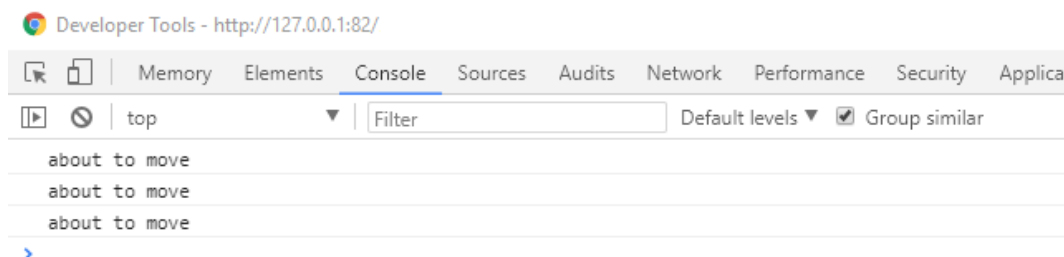 Developer Tools - http://127.0.0.1:82/
Memory Elements Console Sources Audits Network Performance Security Applica
top Filter Default levels Group similar
about to move
about to move
about to move